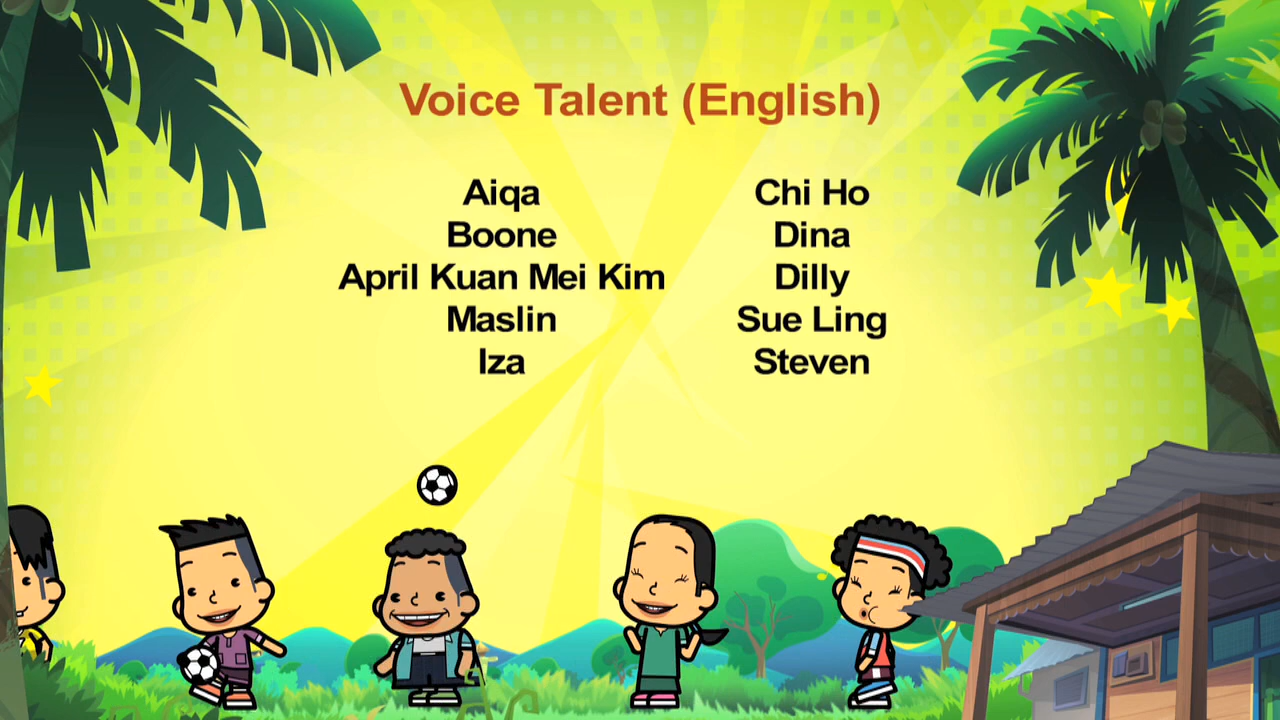 Voice Talent (English)
Aiqa
Boone
April Kuan Mei Kim
Maslin
Iza
Chi Ho
Dina
Dilly
Sue Ling
Steven